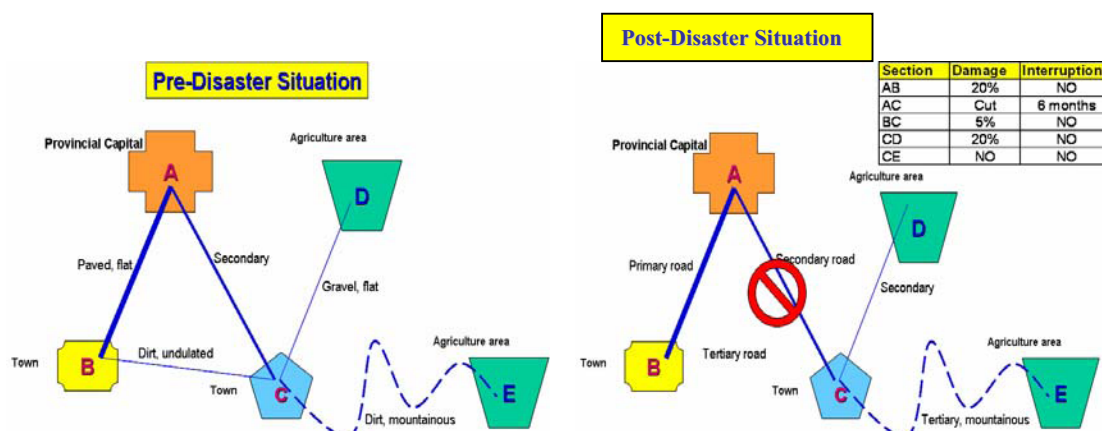 Pre-Disaster Situation
Provincial Capital
Agriculture area
A
D
Paved, flat
Secondary
Gravel, flat
Town
B
Dirt, undulated
Town
C
Agriculture area
E
Dirt, mountainous
Post-Disaster Situation
Section Damage Interruption
AB 20% NO
AC Cut 6 months
BC 5% NO
CD 20% NO
CE NO NO
Provincial Capital
Agriculture area
A
D
Primary road
Secondary road
Secondary
Town
B
Tertiary road
Town
C
Agriculture area
E
Tertiary, mountainous